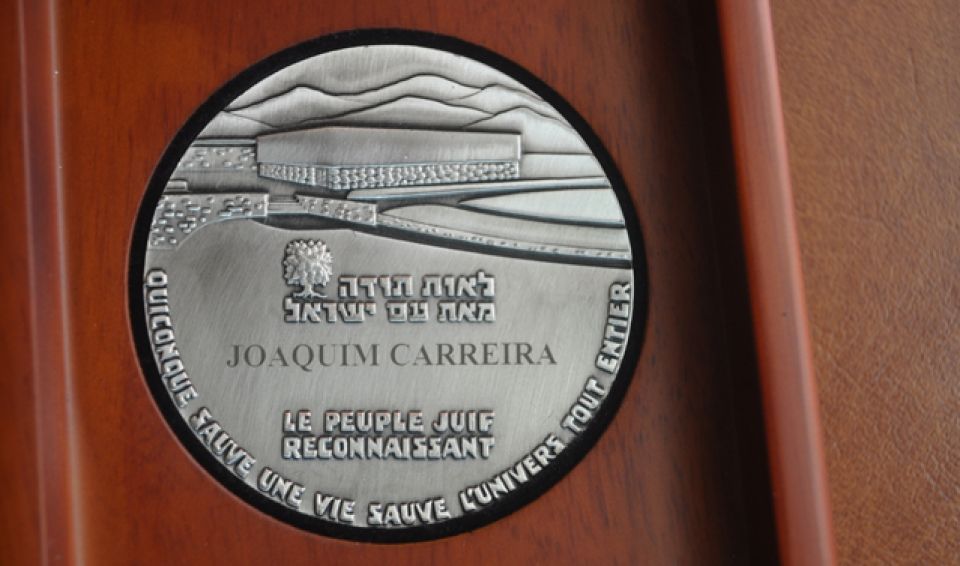 לאות תודה
מאת עם ישראל
JOAQUIM CARREIRA
LE PEUPLE JUIF
RECONNAISSANT
QUICONQUE SAUVE UNE VIE SAUVE L'UNIVERS TOUT ENTIER